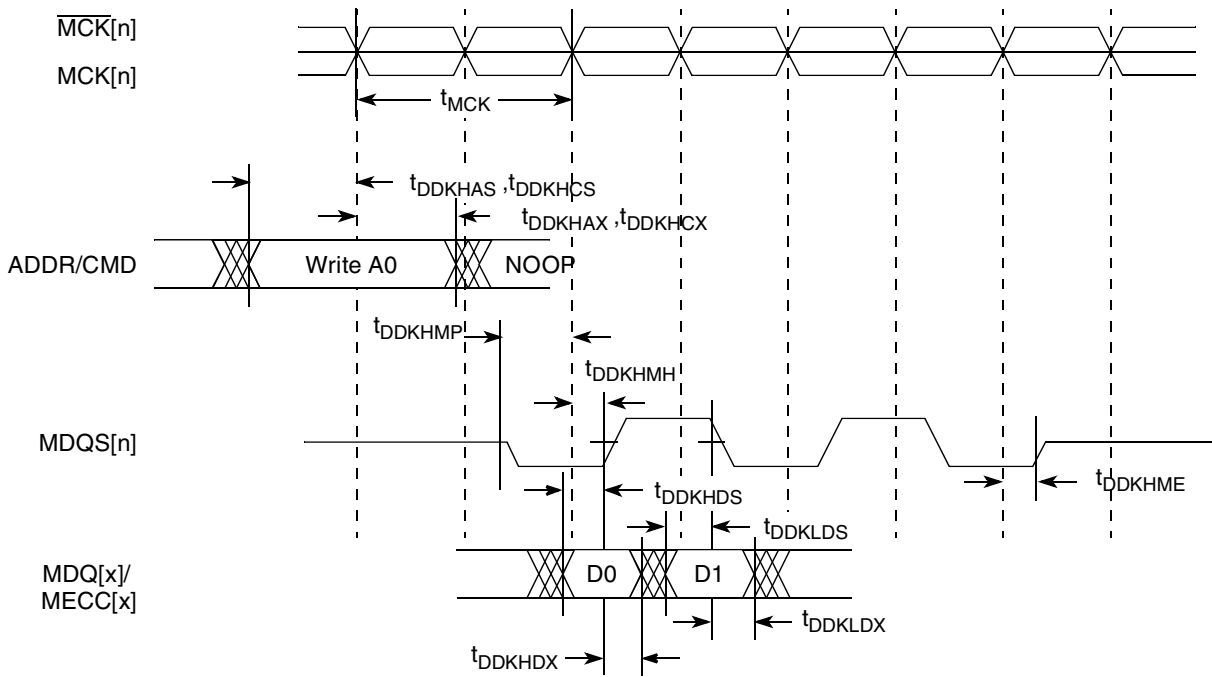 MCK[n]
MCK[n]
tMCK
tDDKHAS ,tDDKHCS
tDDKHAX ,tDDKHCX
ADDR/CMD
Write A0
NOOP
tDDKHMP
tDDKHMH
MDQS[n]
tDDKHME
tDDKHDS
tDDKLDS
MDQ[x]/
MECC[x]
D0
D1
tDDKLDX
tDDKHDX